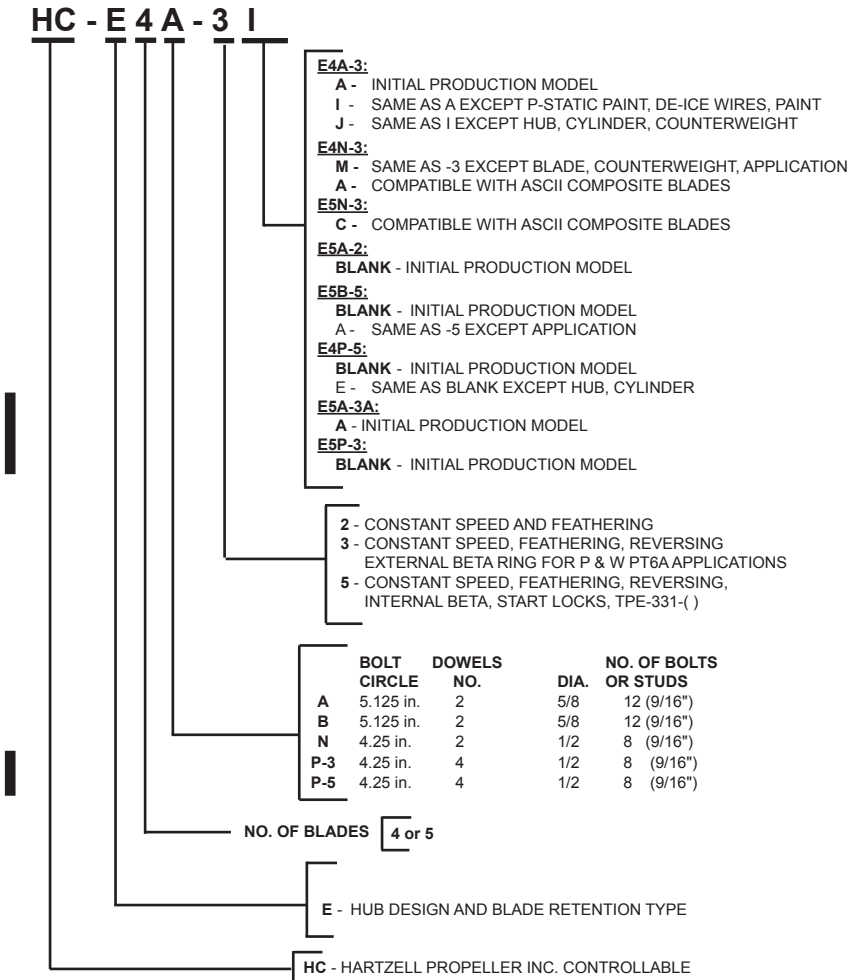 HC - E 4 A - 3 I
E4A-3:
A - INITIAL PRODUCTION MODEL
I - SAME AS A EXCEPT P-STATIC PAINT, DE-ICE WIRES, PAINT
J - SAME AS I EXCEPT HUB, CYLINDER, COUNTERWEIGHT
E4N-3:
M - SAME AS -3 EXCEPT BLADE, COUNTERWEIGHT, APPLICATION
A - COMPATIBLE WITH ASCII COMPOSITE BLADES
E5N-3:
C - COMPATIBLE WITH ASCII COMPOSITE BLADES
E5A-2:
BLANK - INITIAL PRODUCTION MODEL
E5B-5:
BLANK - INITIAL PRODUCTION MODEL
A - SAME AS -5 EXCEPT APPLICATION
E4P-5:
BLANK - INITIAL PRODUCTION MODEL
E - SAME AS BLANK EXCEPT HUB, CYLINDER
E5A-3A:
A - INITIAL PRODUCTION MODEL
E5P-3:
BLANK - INITIAL PRODUCTION MODEL
2 - CONSTANT SPEED AND FEATHERING
3 - CONSTANT SPEED, FEATHERING, REVERSING
EXTERNAL BETA RING FOR P & W PT6A APPLICATIONS
5 - CONSTANT SPEED, FEATHERING, REVERSING,
INTERNAL BETA, START LOCKS, TPE-331-( )
BOLT DOWELS NO. OF BOLTS
CIRCLE NO. DIA. OR STUDS
A 5.125 in. 2 5/8 12 (9/16")
B 5.125 in. 2 5/8 12 (9/16")
N 4.25 in. 2 1/2 8 (9/16")
P-3 4.25 in. 4 1/2 8 (9/16")
P-5 4.25 in. 4 1/2 8 (9/16")
NO. OF BLADES 4 or 5
E - HUB DESIGN AND BLADE RETENTION TYPE
HC - HARTZELL PROPELLER INC. CONTROLLABLE